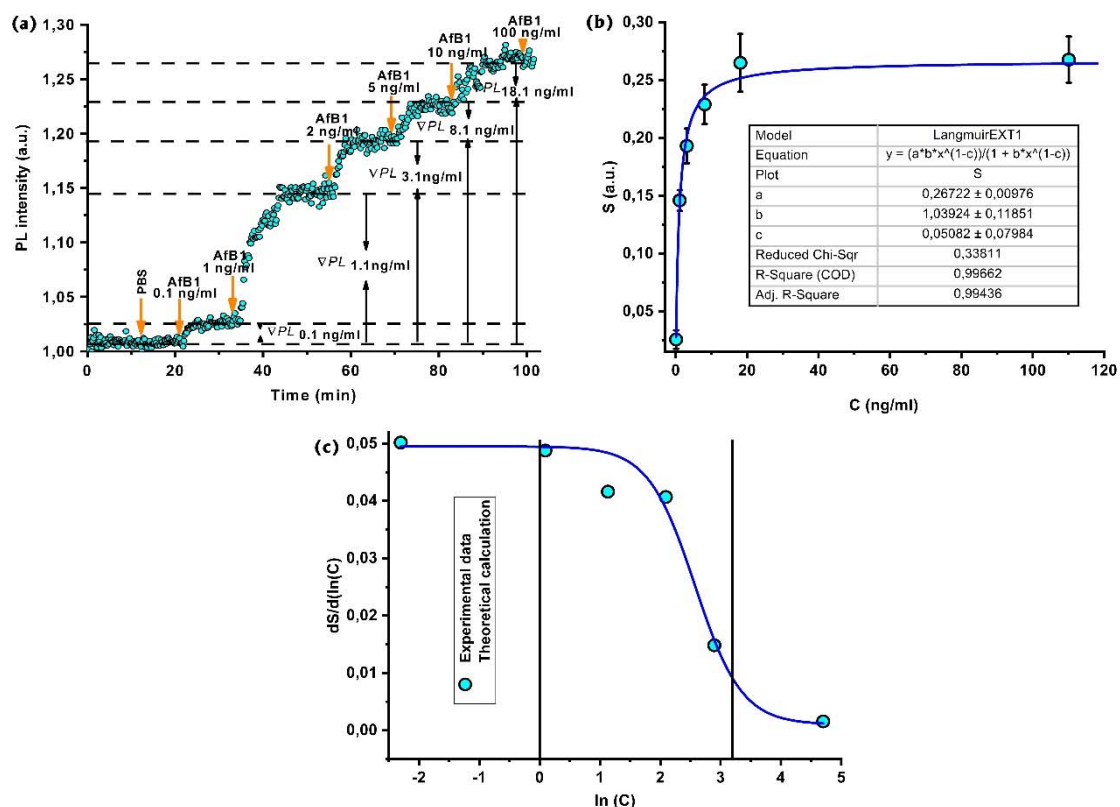 (a)
1,30
1,25
1,20
1,15
1,10
1,05
1,00
PL intensity (a.u.)
0 20 40 60 80 100
Time (min)
PBS
AfB1
0.1 ng/ml
AfB1
1 ng/ml
AfB1
2 ng/ml
AfB1
5 ng/ml
AfB1
10 ng/ml
AfB1
100 ng/ml
∇PL 18.1 ng/ml
∇PL 8.1 ng/ml
∇PL 3.1ng/ml
∇PL 1.1ng/ml
∇PL 0.1 ng/ml
(b)
0,30
0,25
0,20
0,15
0,10
0,05
S (a.u.)
0 20 40 60 80 100 120
C (ng/ml)
Model LangmuirEXT1
Equation y = (a*b*x^(1-c))/(1 + b*x^(1-c))
Plot S
a 0,26722 ± 0,00976
b 1,03924 ± 0,11851
c 0,05082 ± 0,07984
Reduced Chi-Sqr 0,33811
R-Square (COD) 0,99662
Adj. R-Square 0,99436
(c)
0,05
0,04
0,03
0,02
0,01
0,00
dS/d(ln(C)
-2 -1 0 1 2 3 4 5
ln (C)
Experimental data
Theoretical calculation